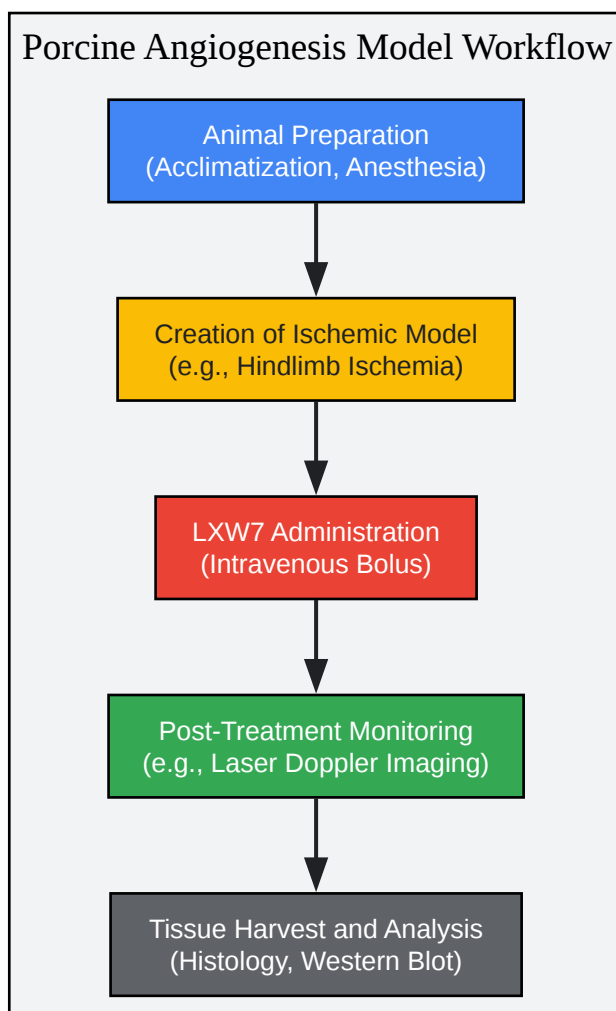 Porcine Angiogenesis Model Workflow
Animal Preparation
(Acclimatization, Anesthesia)
Creation of Ischemic Model
(e.g., Hindlimb Ischemia)
LXW7 Administration
(Intravenous Bolus)
Post-Treatment Monitoring
(e.g., Laser Doppler Imaging)
Tissue Harvest and Analysis
(Histology, Western Blot)